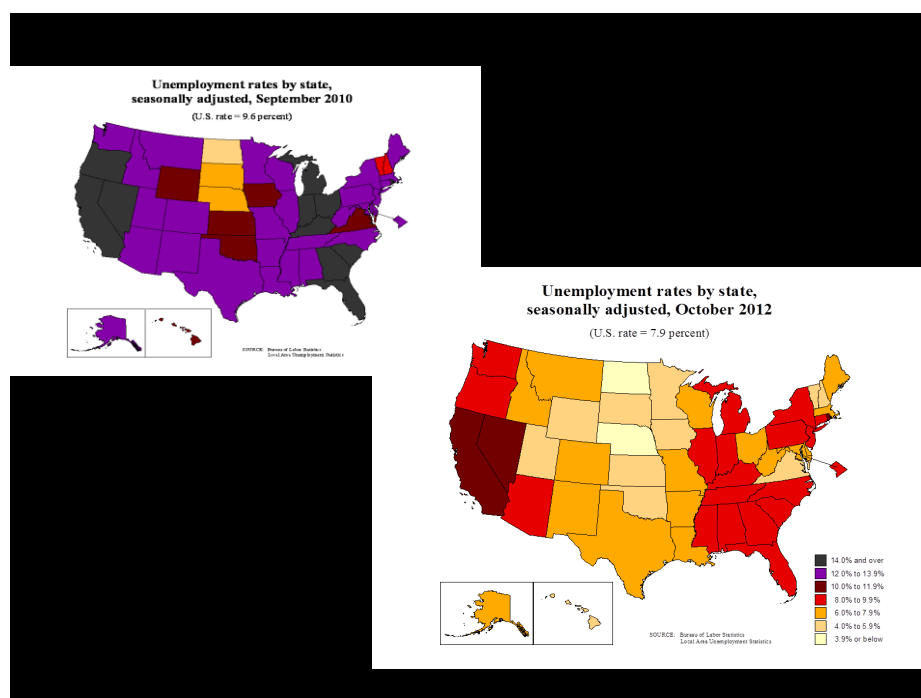 Unemployment rates by state,
seasonally adjusted, September 2010
(U.S. rate = 9.6 percent)
SOURCE: Bureau of Labor Statistics
Local Area Unemployment Statistics
Unemployment rates by state,
seasonally adjusted, October 2012
(U.S. rate = 7.9 percent)
14.0% and over
12.0% to 13.9%
10.0% to 11.9%
8.0% to 9.9%
6.0% to 7.9%
4.0% to 5.9%
3.9% or below
SOURCE: Bureau of Labor Statistics
Local Area Unemployment Statistics